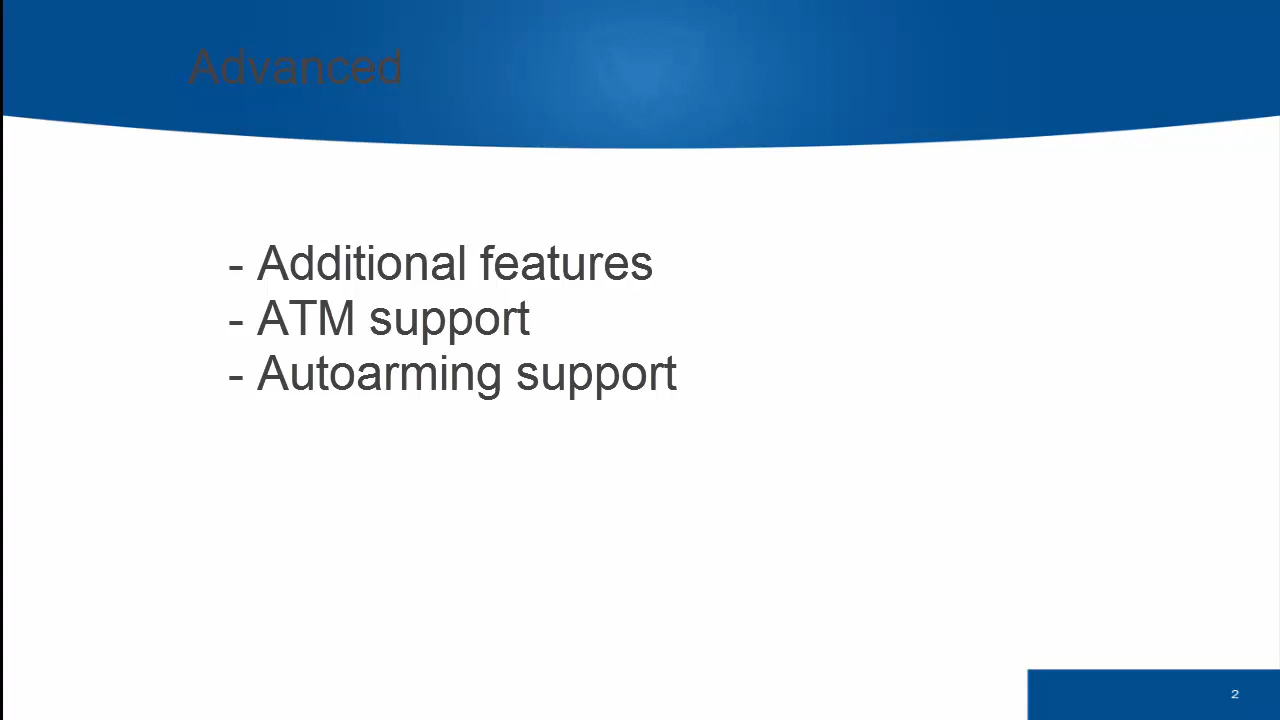 Advanced
- Additional features
- ATM support
- Autoarming support
2